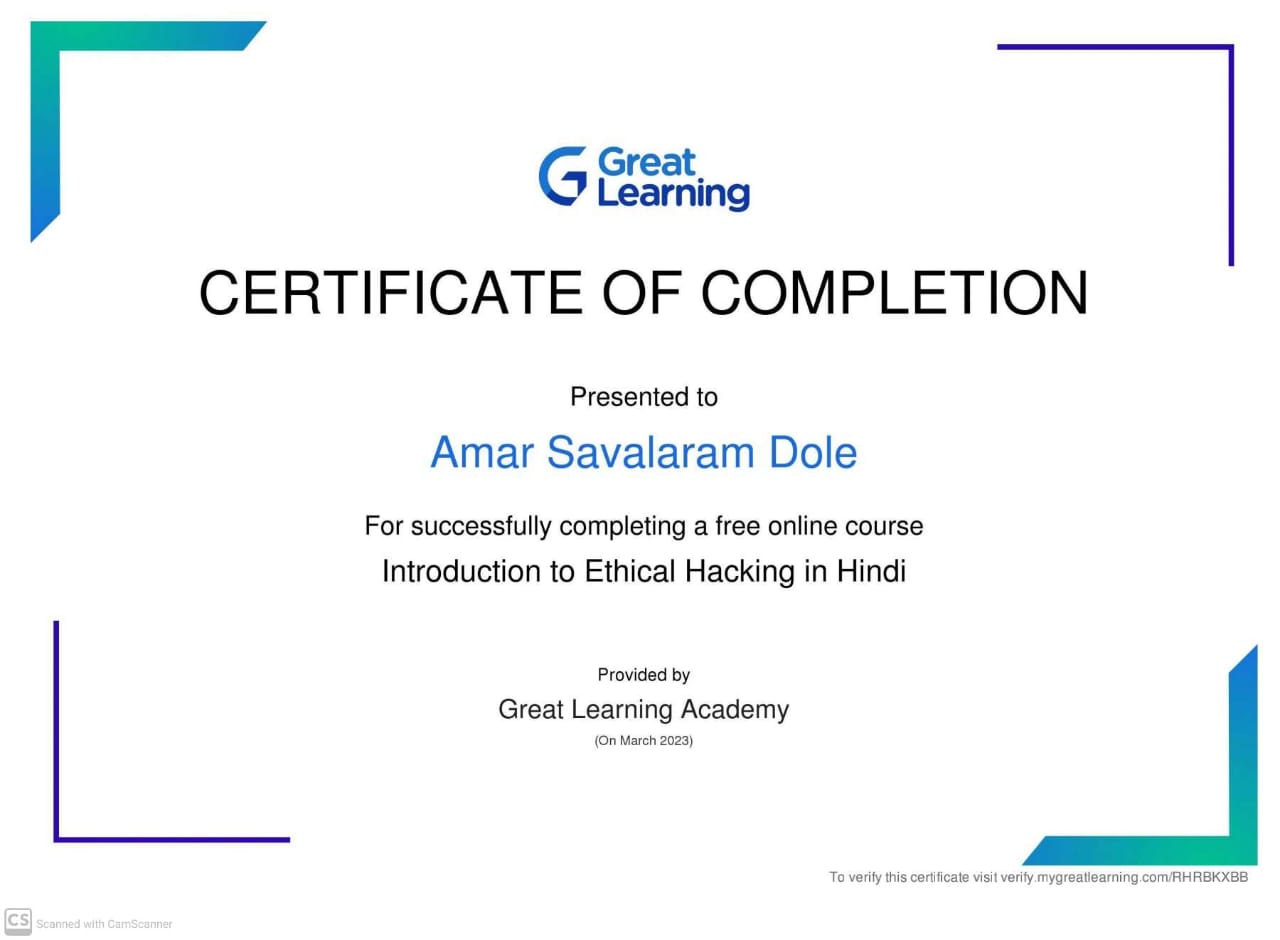 Great
Learning
CERTIFICATE OF COMPLETION
Presented to
Amar Savalaram Dole
For successfully completing a free online course
Introduction to Ethical Hacking in Hindi
Provided by
Great Learning Academy
(On March 2023)
To verify this certificate visit verify.mygreatlearning.com/RHRBKXBB
CS Scanned with CamScanner